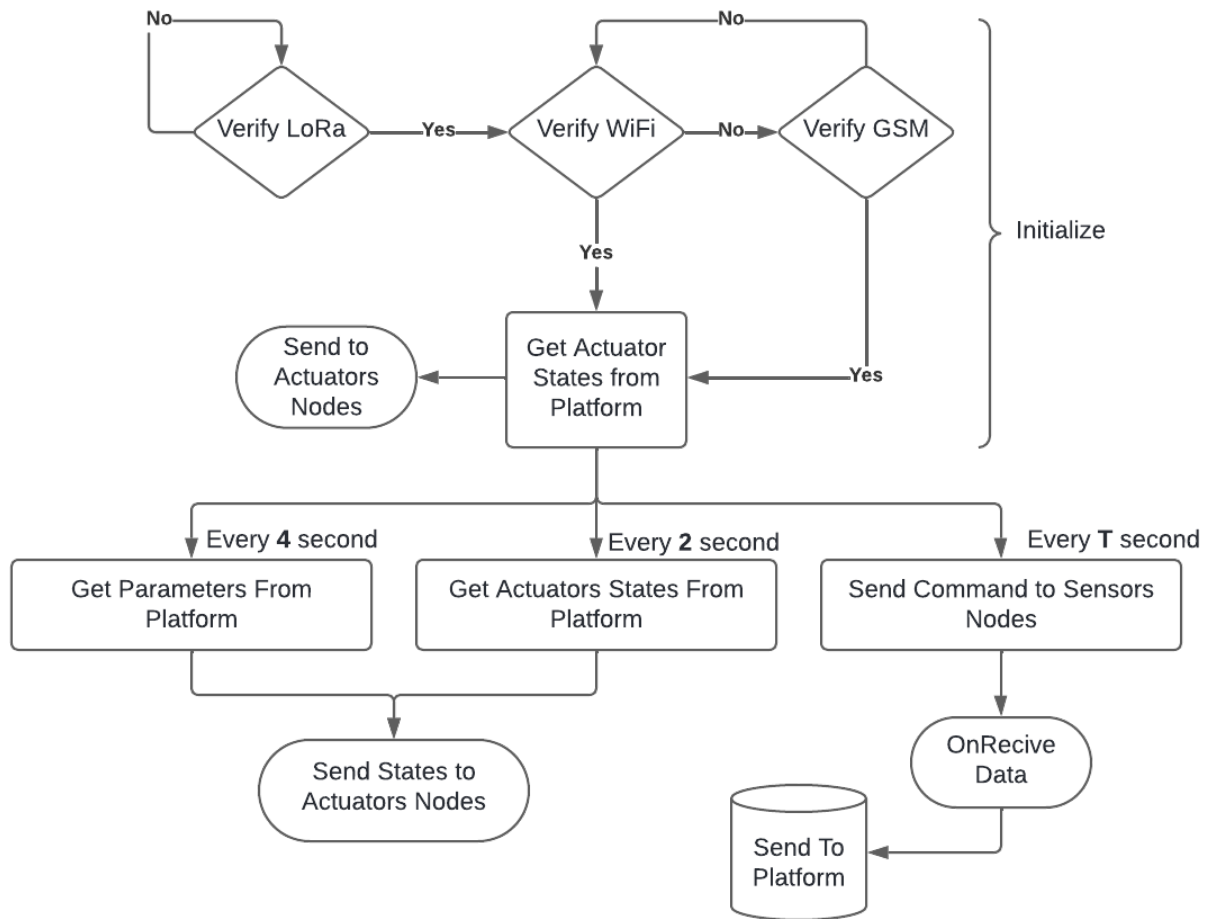 No
No
Verify LoRa
Yes
Verify WiFi
No
Verify GSM
Initialize
Yes
Send to
Actuators
Nodes
Get Actuator
States from
Platform
Yes
Every 4 second
Every 2 second
Every T second
Get Parameters From
Platform
Get Actuators States From
Platform
Send Command to Sensors
Nodes
Send States to
Actuators Nodes
OnRecive
Data
Send To
Platform